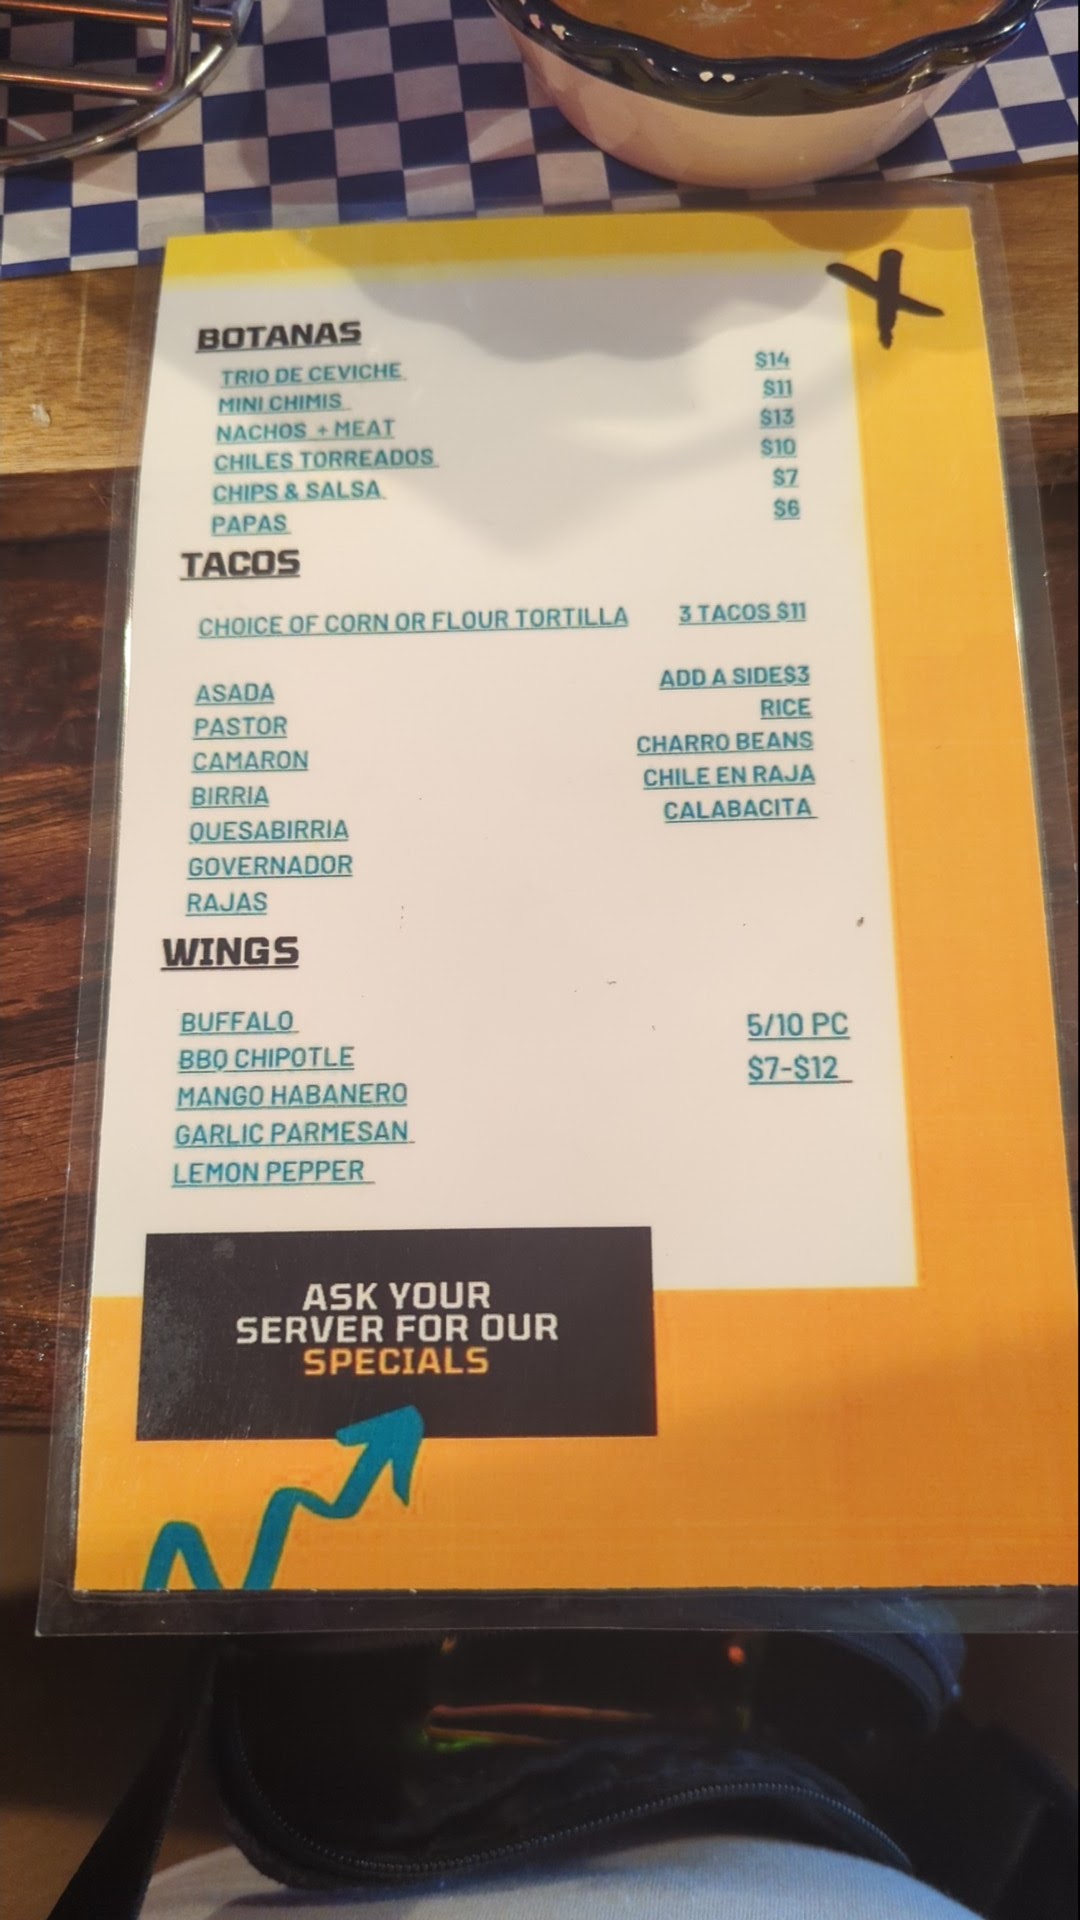 BOTANAS
TRIO DE CEVICHE $14
MINI CHIMIS $11
NACHOS + MEAT $13
CHILES TORREADOS $10
CHIPS & SALSA $7
PAPAS $6
TACOS
CHOICE OF CORN OR FLOUR TORTILLA 3 TACOS $11
ASADA ADD A SIDE$3
PASTOR RICE
CAMARON CHARRO BEANS
BIRRIA CHILE EN RAJA
QUESABIRRIA CALABACITA
GOVERNADOR
RAJAS
WINGS
BUFFALO 5/10 PC
BBQ CHIPOTLE $7-$12
MANGO HABANERO
GARLIC PARMESAN
LEMON PEPPER
ASK YOUR
SERVER FOR OUR
SPECIALS